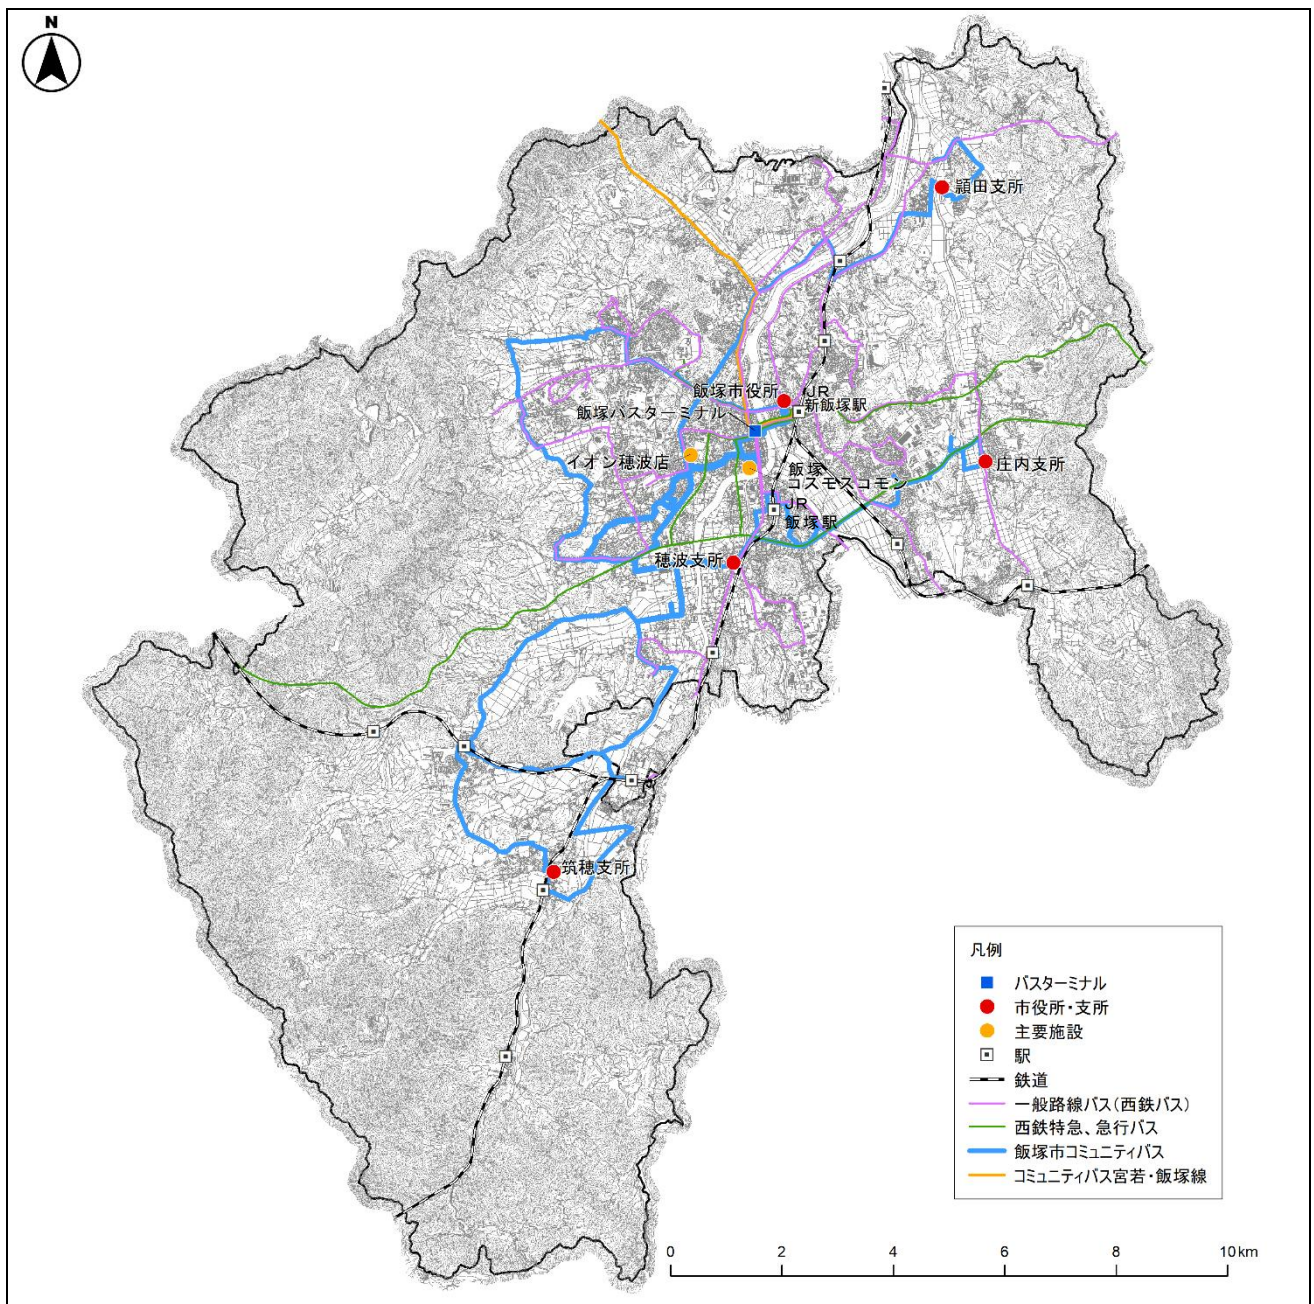 N
頴田支所
飯塚市役所
JR
新飯塚駅
飯塚バスターミナル
イオン穂波店
飯塚
コスモスコモン
庄内支所
JR
飯塚駅
穂波支所
筑穂支所
凡例
バスターミナル
市役所・支所
主要施設
駅
鉄道
一般路線バス(西鉄バス)
西鉄特急、急行バス
飯塚市コミュニティバス
コミュニティバス宮若・飯塚線
0 2 4 6 8 10km